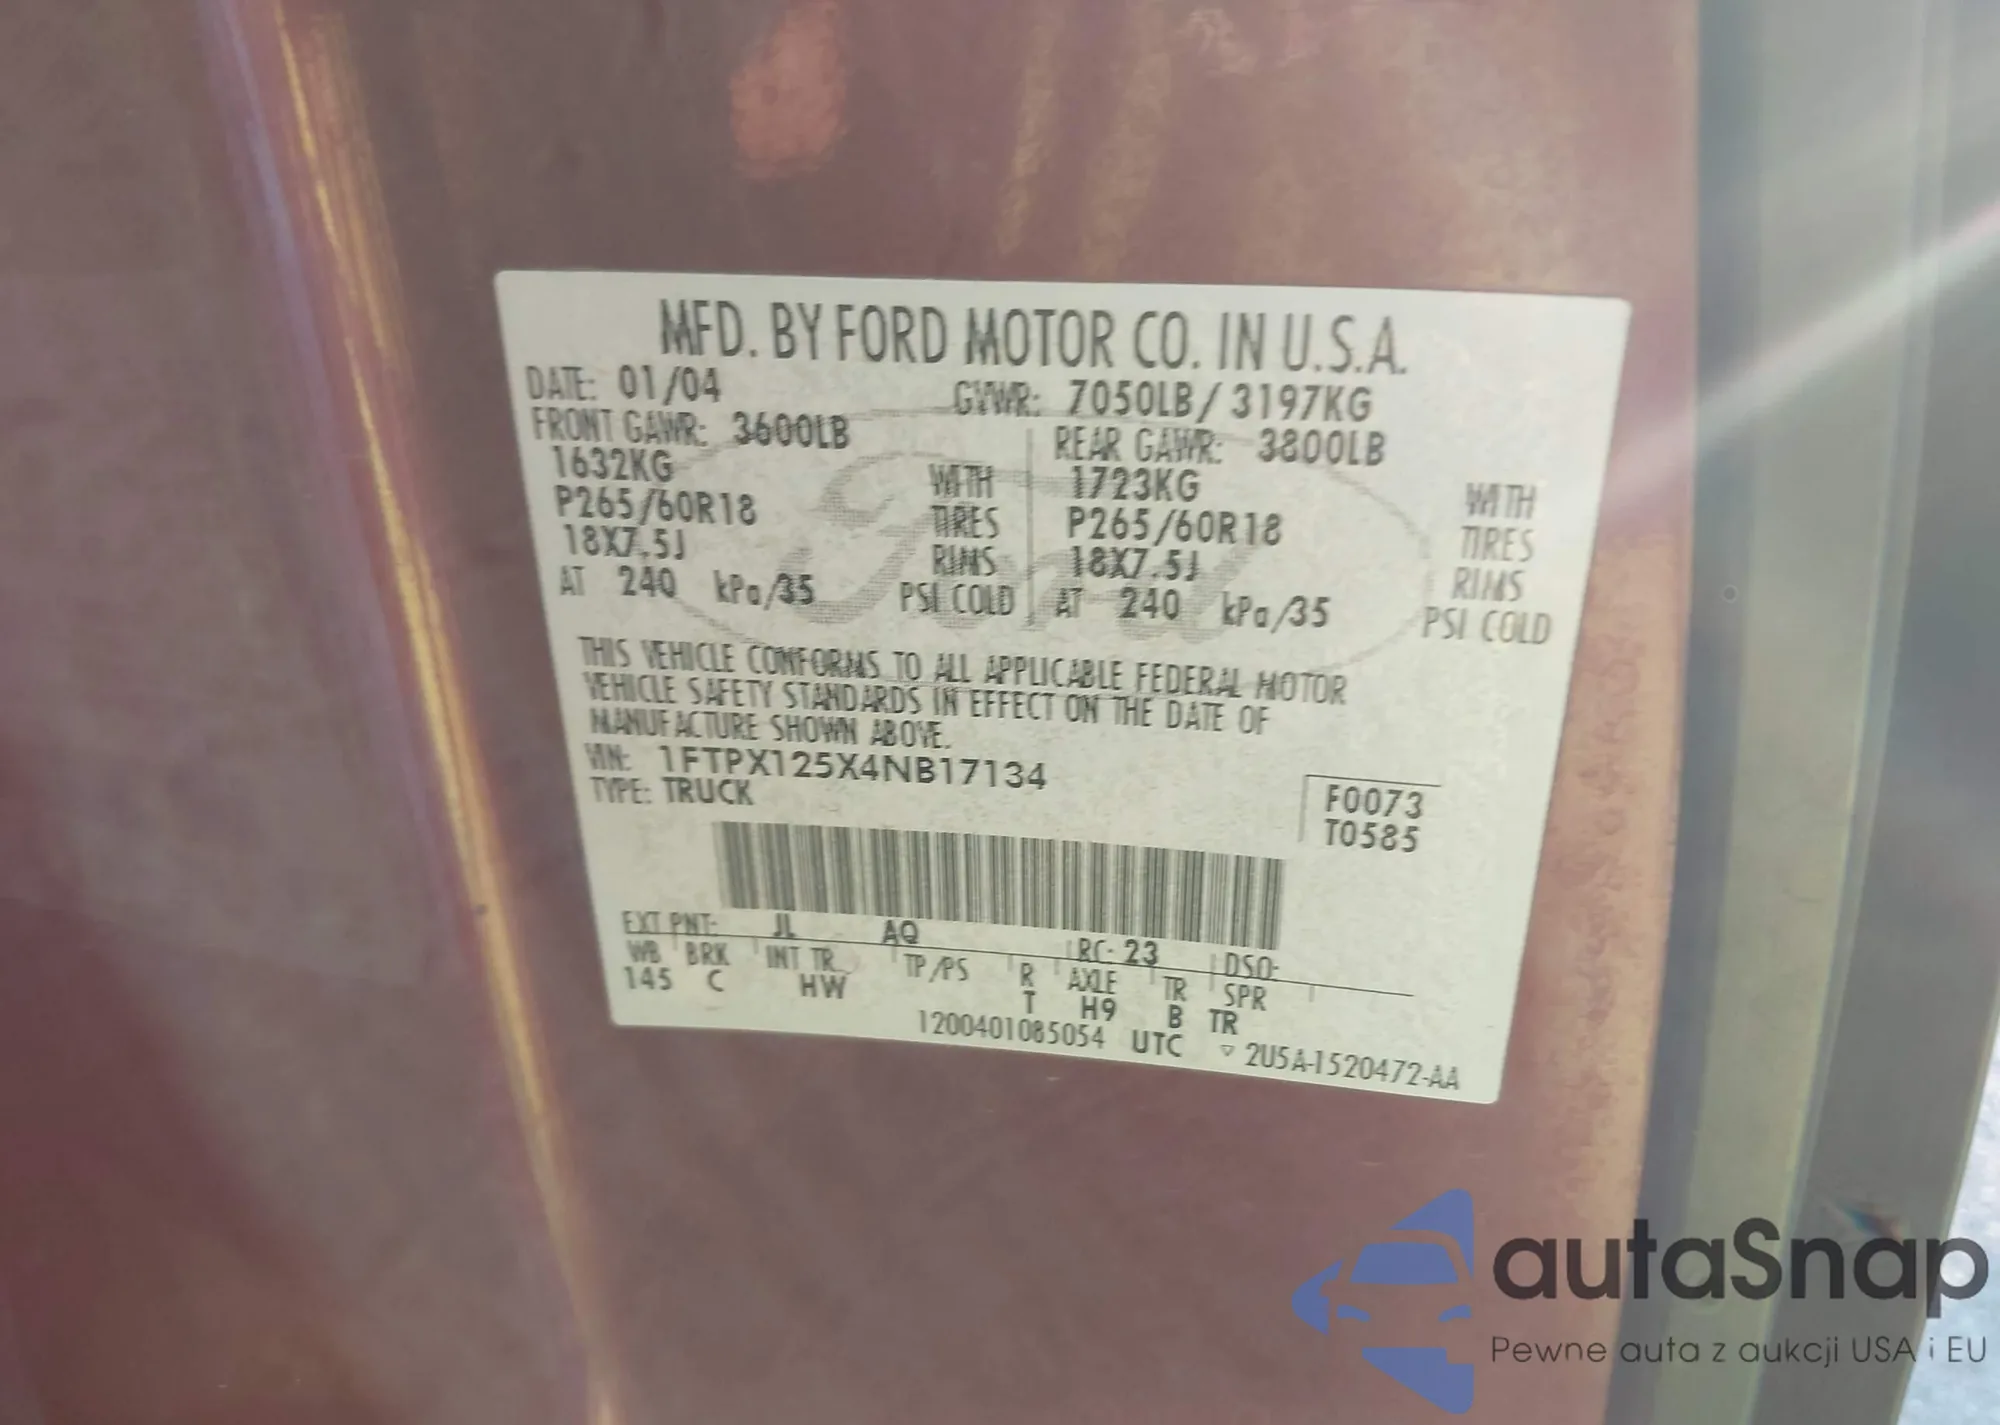 MFD. BY FORD MOTOR CO. IN U.S.A.
DATE: 01/04 GVWR: 7050LB/ 3197KG
FRONT GAWR: 3600LB REAR GAWR: 3800LB
1632KG WITH 1723KG WITH
P265/60R18 TIRES P265/60R18 TIRES
18X7.5J RIMS 18X7.5J RIMS
AT 240 kPa/35 PSI COLD AT 240 kPa/35 PSI COLD
Ford
THIS VEHICLE CONFORMS TO ALL APPLICABLE FEDERAL MOTOR
VEHICLE SAFETY STANDARDS IN EFFECT ON THE DATE OF
MANUFACTURE SHOWN ABOVE.
VIN: 1FTPX125X4NB17134
TYPE: TRUCK
F0073
T0585
EXT PNT: JL AQ RC: 23 DSO:
WB BRK INT TR TP/PS R AXLE TR SPR
145 C HW T H9 B TR
1200401085054 UTC ▽ 2U5A-1520472-AA
autaSnap
Pewne auta z aukcji USA i EU